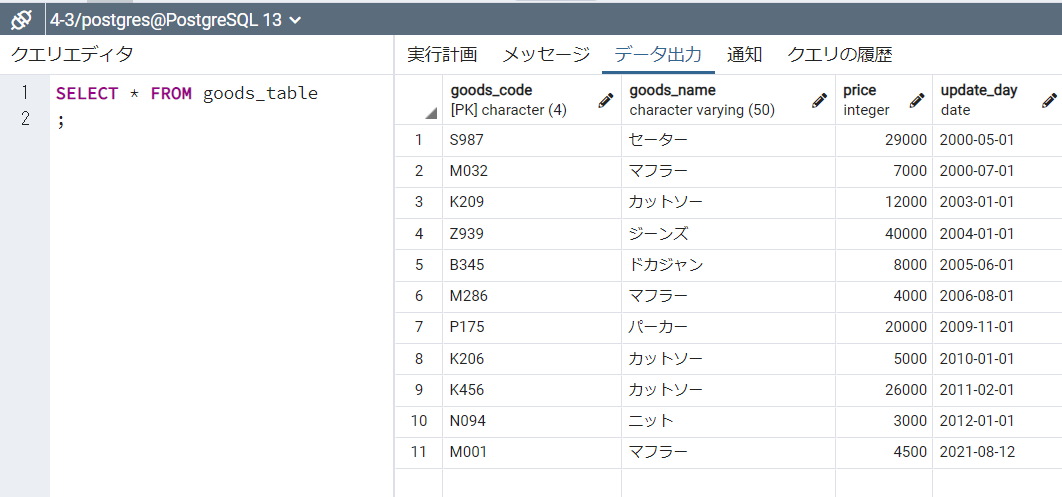 4-3/postgres@PostgreSQL 13
クエリエディタ
1 SELECT * FROM goods_table
2 ;
実行計画 メッセージ データ出力 通知 クエリの履歴
goods_code goods_name price update_day
[PK] character (4) character varying (50) integer date
1 S987 セーター 29000 2000-05-01
2 M032 マフラー 7000 2000-07-01
3 K209 カットソー 12000 2003-01-01
4 Z939 ジーンズ 40000 2004-01-01
5 B345 ドカジャン 8000 2005-06-01
6 M286 マフラー 4000 2006-08-01
7 P175 パーカー 20000 2009-11-01
8 K206 カットソー 5000 2010-01-01
9 K456 カットソー 26000 2011-02-01
10 N094 ニット 3000 2012-01-01
11 M001 マフラー 4500 2021-08-12